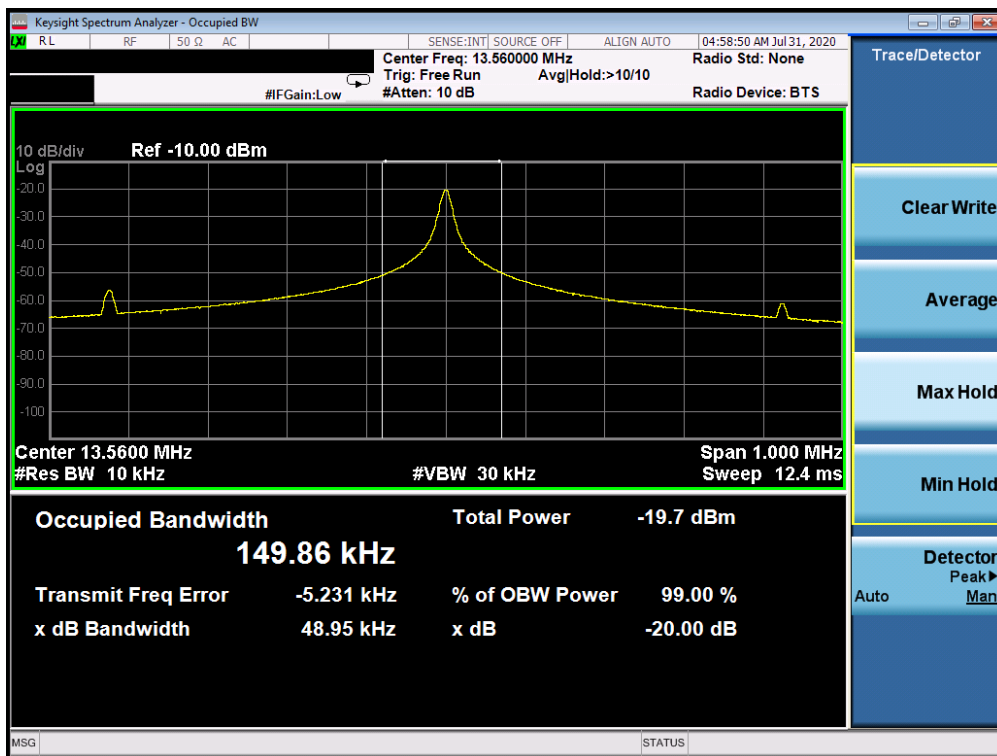 Keysight Spectrum Analyzer - Occupied BW
LXI RL RF 50 Ω AC SENSE:INT SOURCE OFF ALIGN AUTO 04:58:50 AM Jul 31, 2020
Center Freq: 13.560000 MHz Radio Std: None
Trig: Free Run Avg|Hold:>10/10
#IFGain:Low #Atten: 10 dB Radio Device: BTS
10 dB/div Ref -10.00 dBm
Log
-20.0
-30.0
-40.0
-50.0
-60.0
-70.0
-80.0
-90.0
-100
Center 13.5600 MHz Span 1.000 MHz
#Res BW 10 kHz #VBW 30 kHz Sweep 12.4 ms
Occupied Bandwidth Total Power -19.7 dBm
149.86 kHz
Transmit Freq Error -5.231 kHz % of OBW Power 99.00 %
x dB Bandwidth 48.95 kHz x dB -20.00 dB
MSG STATUS
Trace/Detector
Clear Write
Average
Max Hold
Min Hold
Detector
Peak▶
Auto Man